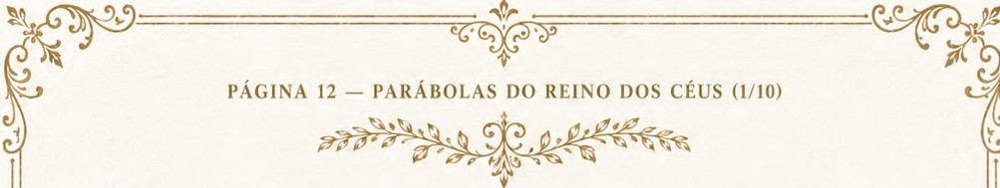 PÁGINA 12 — PARÁBOLAS DO REINO DOS CÉUS (1/10)